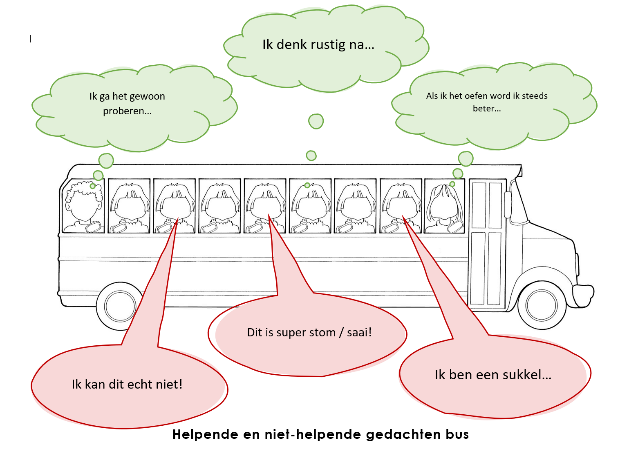 Ik denk rustig na...
Ik ga het gewoon
proberen...
Als ik het oefen word ik steeds
beter...
Dit is super stom / saai!
Ik kan dit echt niet!
Ik ben een sukkel...
Helpende en niet-helpende gedachten bus